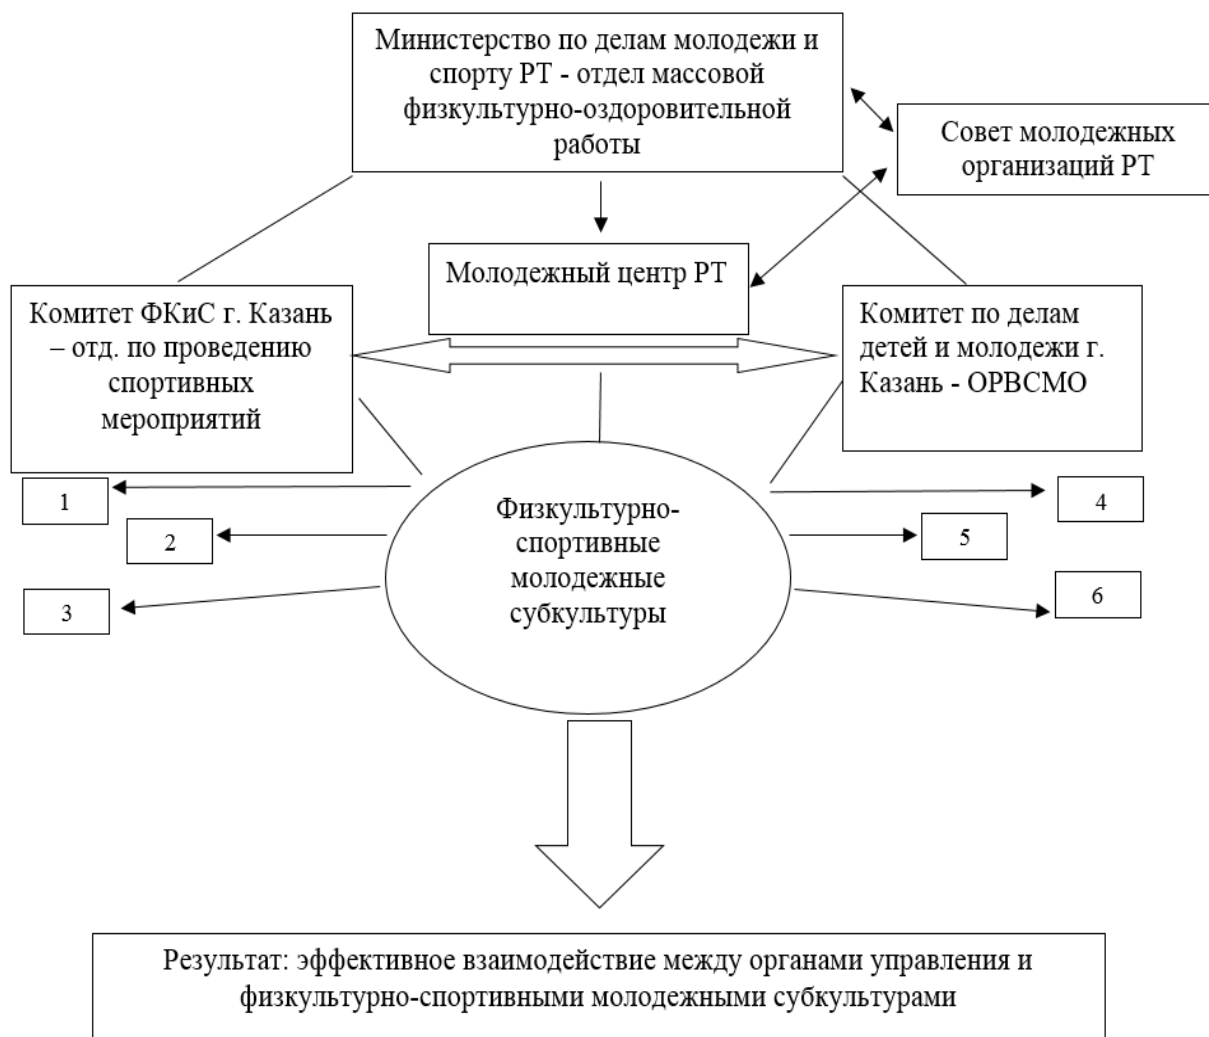 Министерство по делам молодежи и
спорту РТ - отдел массовой
физкультурно-оздоровительной
работы
Совет молодежных
организаций РТ
Молодежный центр РТ
Комитет ФКиС г. Казань
– отд. по проведению
спортивных
мероприятий
Комитет по делам
детей и молодежи г.
Казань - ОРВСМО
Физкультурно-
спортивные
молодежные
субкультуры
1
2
3
4
5
6
Результат: эффективное взаимодействие между органами управления и
физкультурно-спортивными молодежными субкультурами